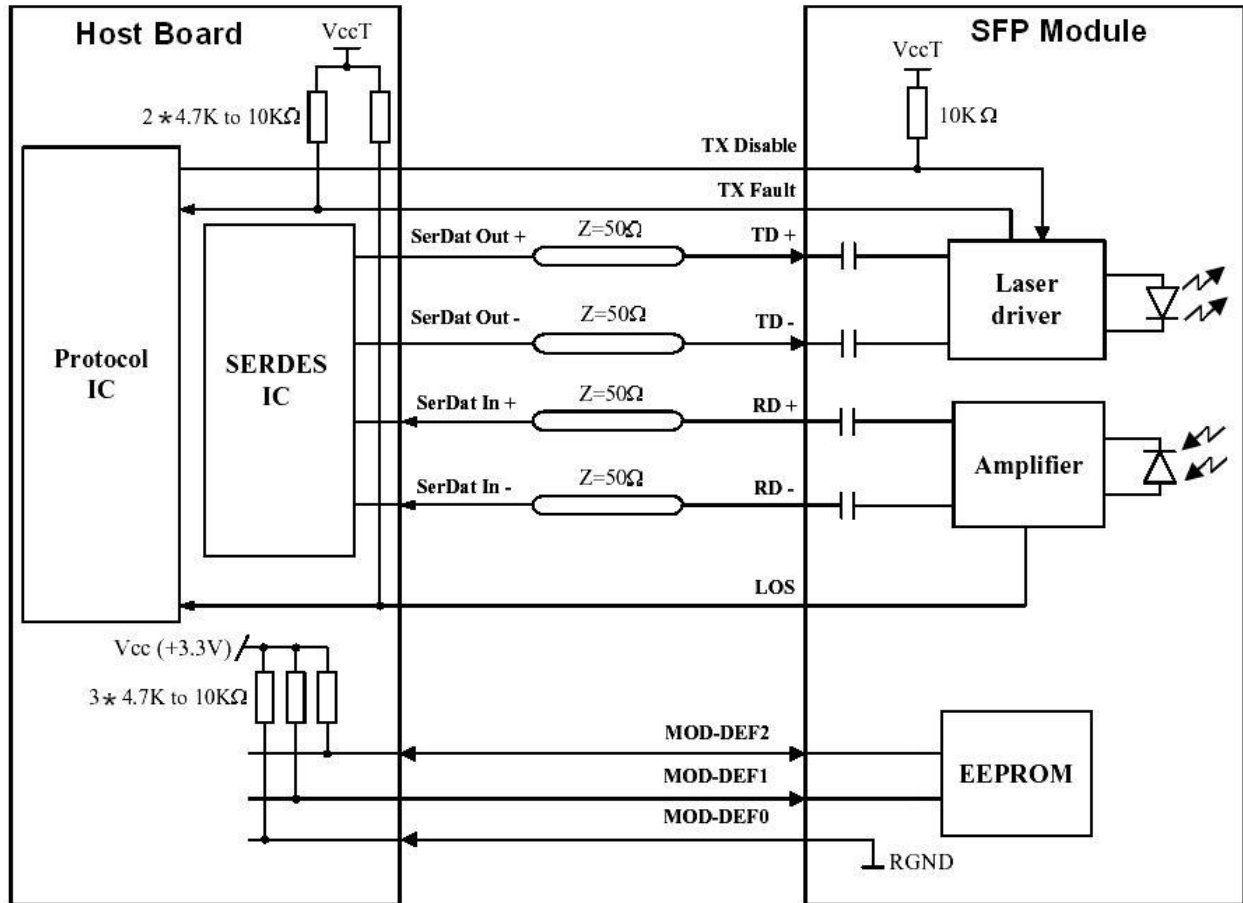 Host Board
SFP Module
VccT
VccT
2 * 4.7K to 10KΩ
10K Ω
TX Disable
TX Fault
SerDat Out +
Z=50Ω
TD +
Laser
driver
SerDat Out -
Z=50Ω
TD -
Protocol
IC
SERDES
IC
SerDat In +
Z=50Ω
RD +
Amplifier
SerDat In -
Z=50Ω
RD -
LOS
Vcc (+3.3V)
3 * 4.7K to 10KΩ
MOD-DEF2
EEPROM
MOD-DEF1
MOD-DEF0
RGND